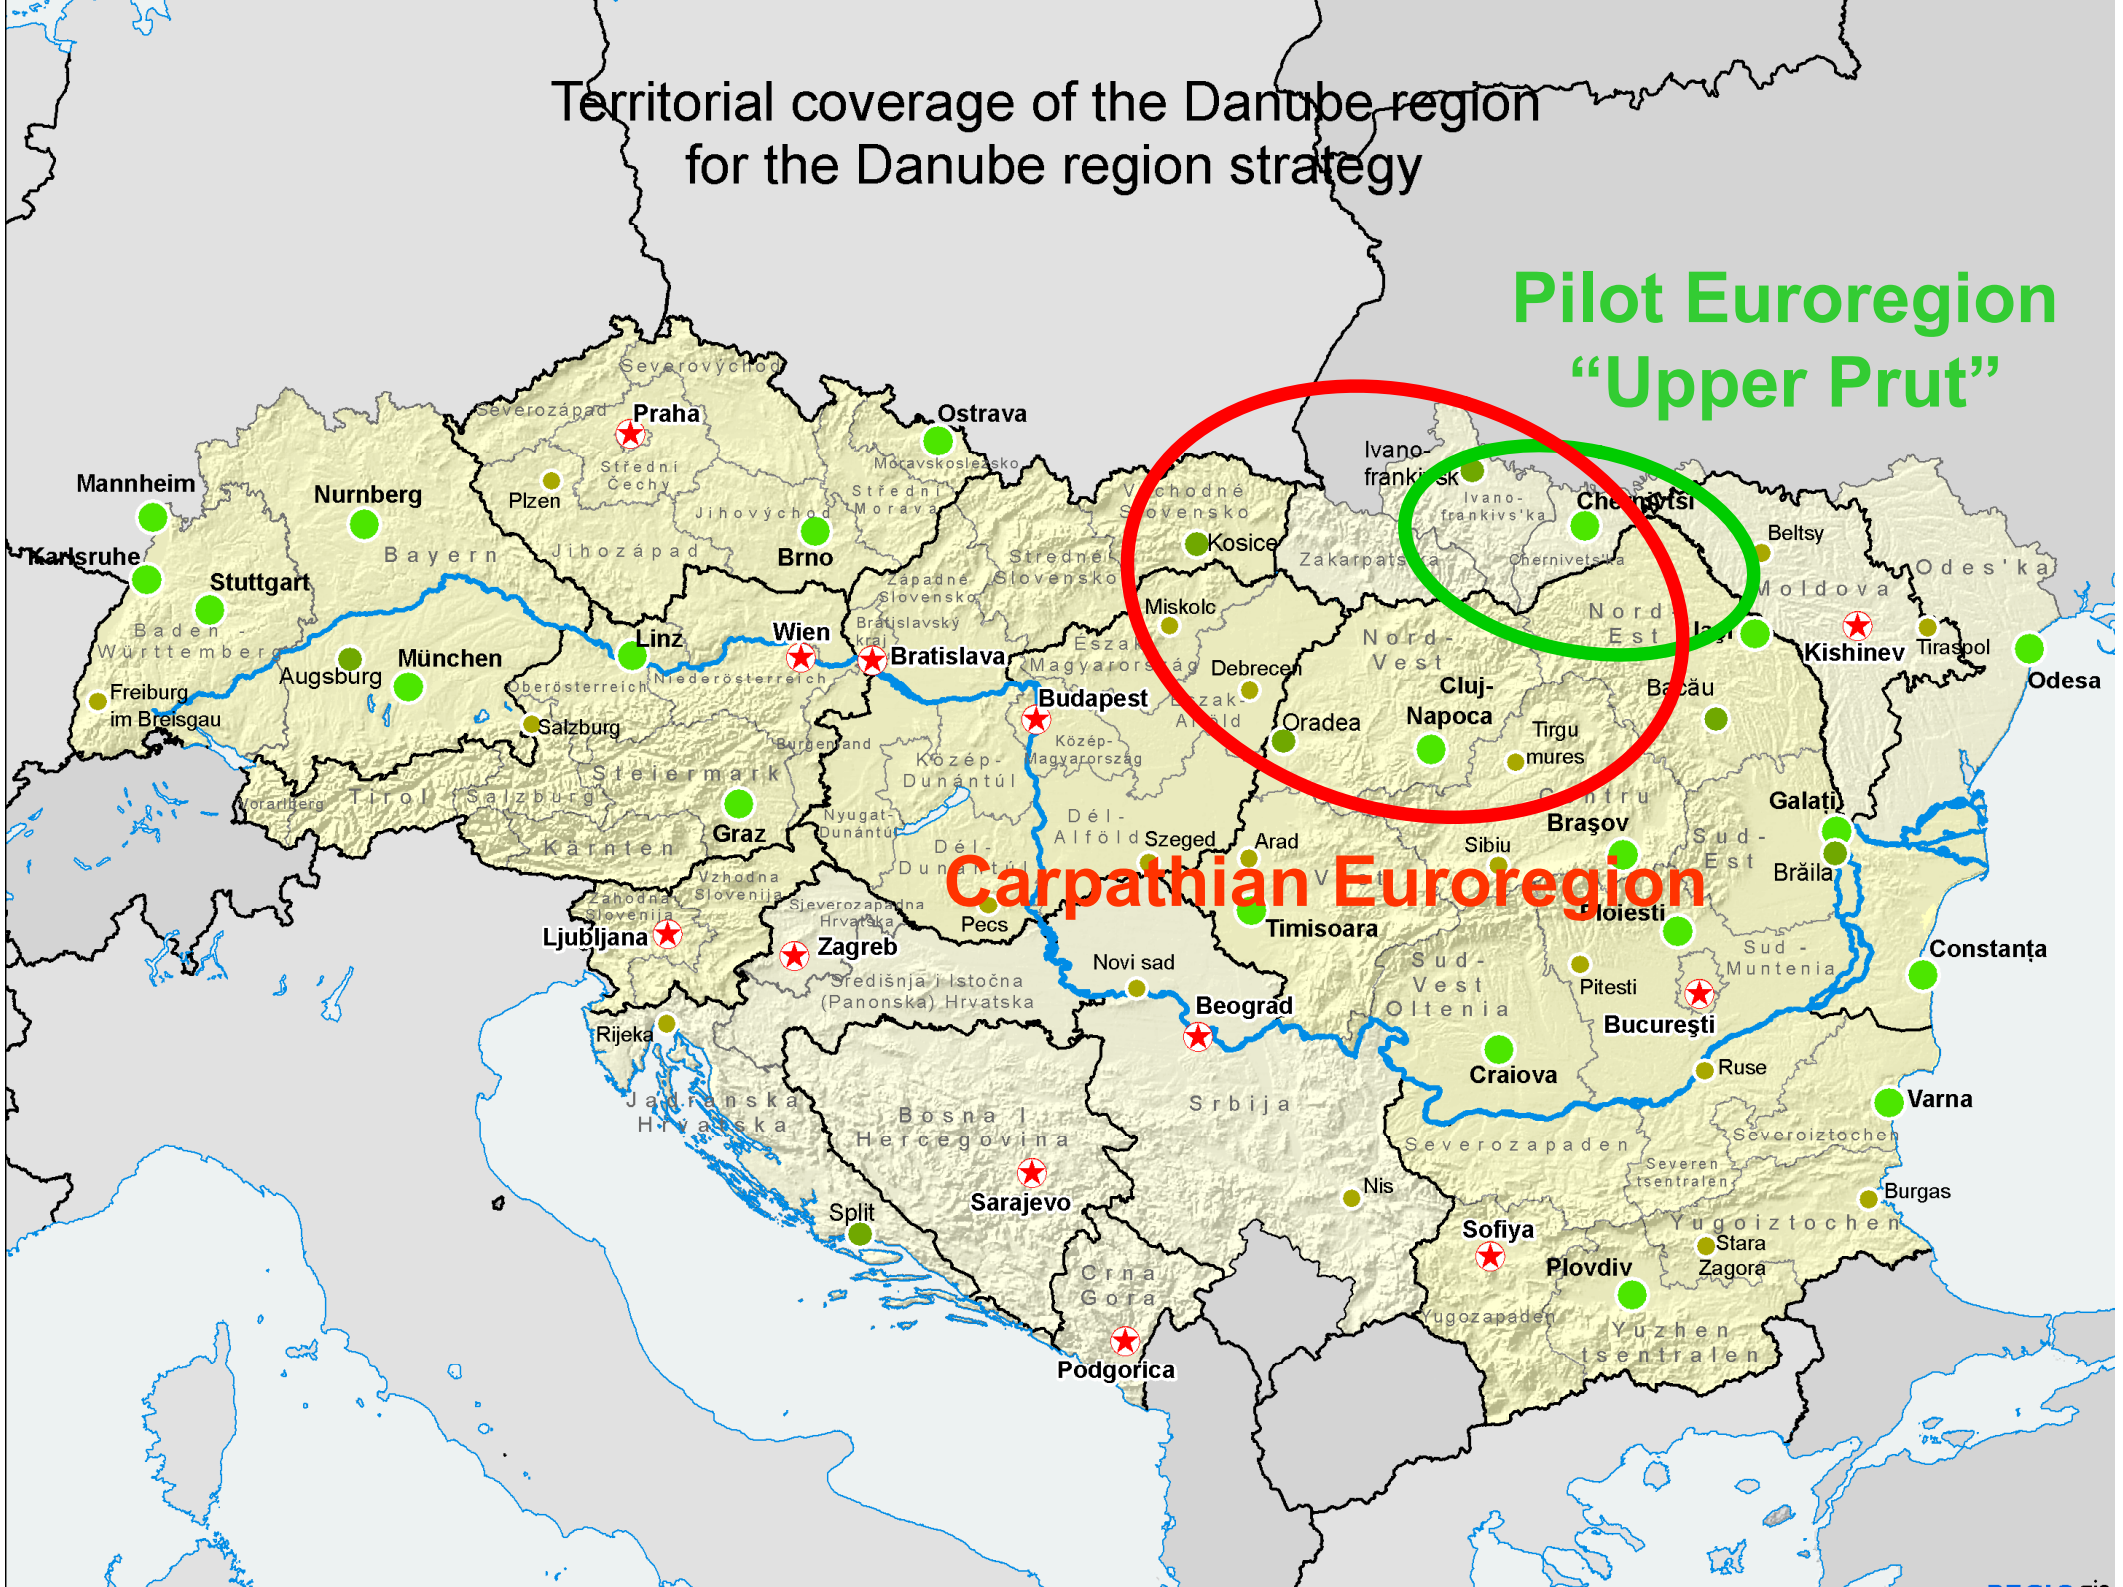 Territorial coverage of the Danube region
for the Danube region strategy
Pilot Euroregion
“Upper Prut”
Severovýchod
Severozápad
Praha
Ostrava
Ivano-
frankivsk
Mannheim
Nurnberg
Plzen
Střední
Čechy
Moravskoslezsko
Střední
Morava
Východné
Slovensko
Ivano-
frankivs'ka
Chernivtsi
Beltsy
Karlsruhe
Stuttgart
Bayern
Jihozápad
Jihovýchod
Brno
Kosice
Zakarpats'ka
Chernivets'ka
Moldova
Odes'ka
Stredné
Slovensko
Západné
Slovensko
Bratislavský
kraj
Miskolc
Nord-
Est
Iaşi
Kishinev
Tiraspol
Odesa
Baden -
Württemberg
Augsburg
München
Linz
Wien
Bratislava
Észak-
Magyarország
Debrecen
Nord-
Vest
Cluj-
Napoca
Bacău
Freiburg
im Breisgau
Salzburg
Oberösterreich
Niederösterreich
Budapest
Észak-
Alföld
Oradea
Tirgu
mures
Burgenland
Közép-
Magyarország
Közép-
Dunántúl
Steiermark
Vorarlberg
Tirol
Salzburg
Graz
Nyugat-
Dunántúl
Dél-
Alföld
Szeged
Arad
Centru
Braşov
Sibiu
Galaţi
Sud-
Est
Brăila
Kärnten
Dél-
Dunántúl
Carpathian Euroregion
Vest
Vzhodna
Slovenija
Zahodna
Slovenija
Sjeverozapadna
Hrvatska
Pecs
Timisoara
Ploiesti
Ljubljana
Zagreb
Novi sad
Sud-
Vest
Oltenia
Pitesti
Sud -
Muntenia
Constanţa
Središnja i Istočna
(Panonska) Hrvatska
Beograd
Bucureşti
Rijeka
Craiova
Ruse
Jadranska
Hrvatska
Bosna I
Hercegovina
Srbija
Varna
Severozapaden
Severoiztochen
Severen
tsentralen
Sarajevo
Nis
Burgas
Split
Sofiya
Yugoiztochen
Stara
Zagora
Crna
Gora
Plovdiv
Yugozapaden
Yuzhen
tsentralen
Podgorica